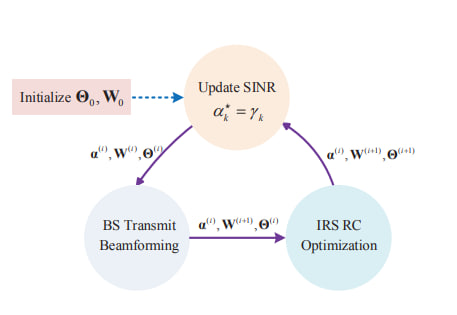 Update SINR
α*ₖ = γₖ
Initialize Θ₀, W₀
α⁽ⁱ⁾, W⁽ⁱ⁾, Θ⁽ⁱ⁾
α⁽ⁱ⁾, W⁽ⁱ⁺¹⁾, Θ⁽ⁱ⁺¹⁾
BS Transmit
Beamforming
α⁽ⁱ⁾, W⁽ⁱ⁺¹⁾, Θ⁽ⁱ⁾
IRS RC
Optimization